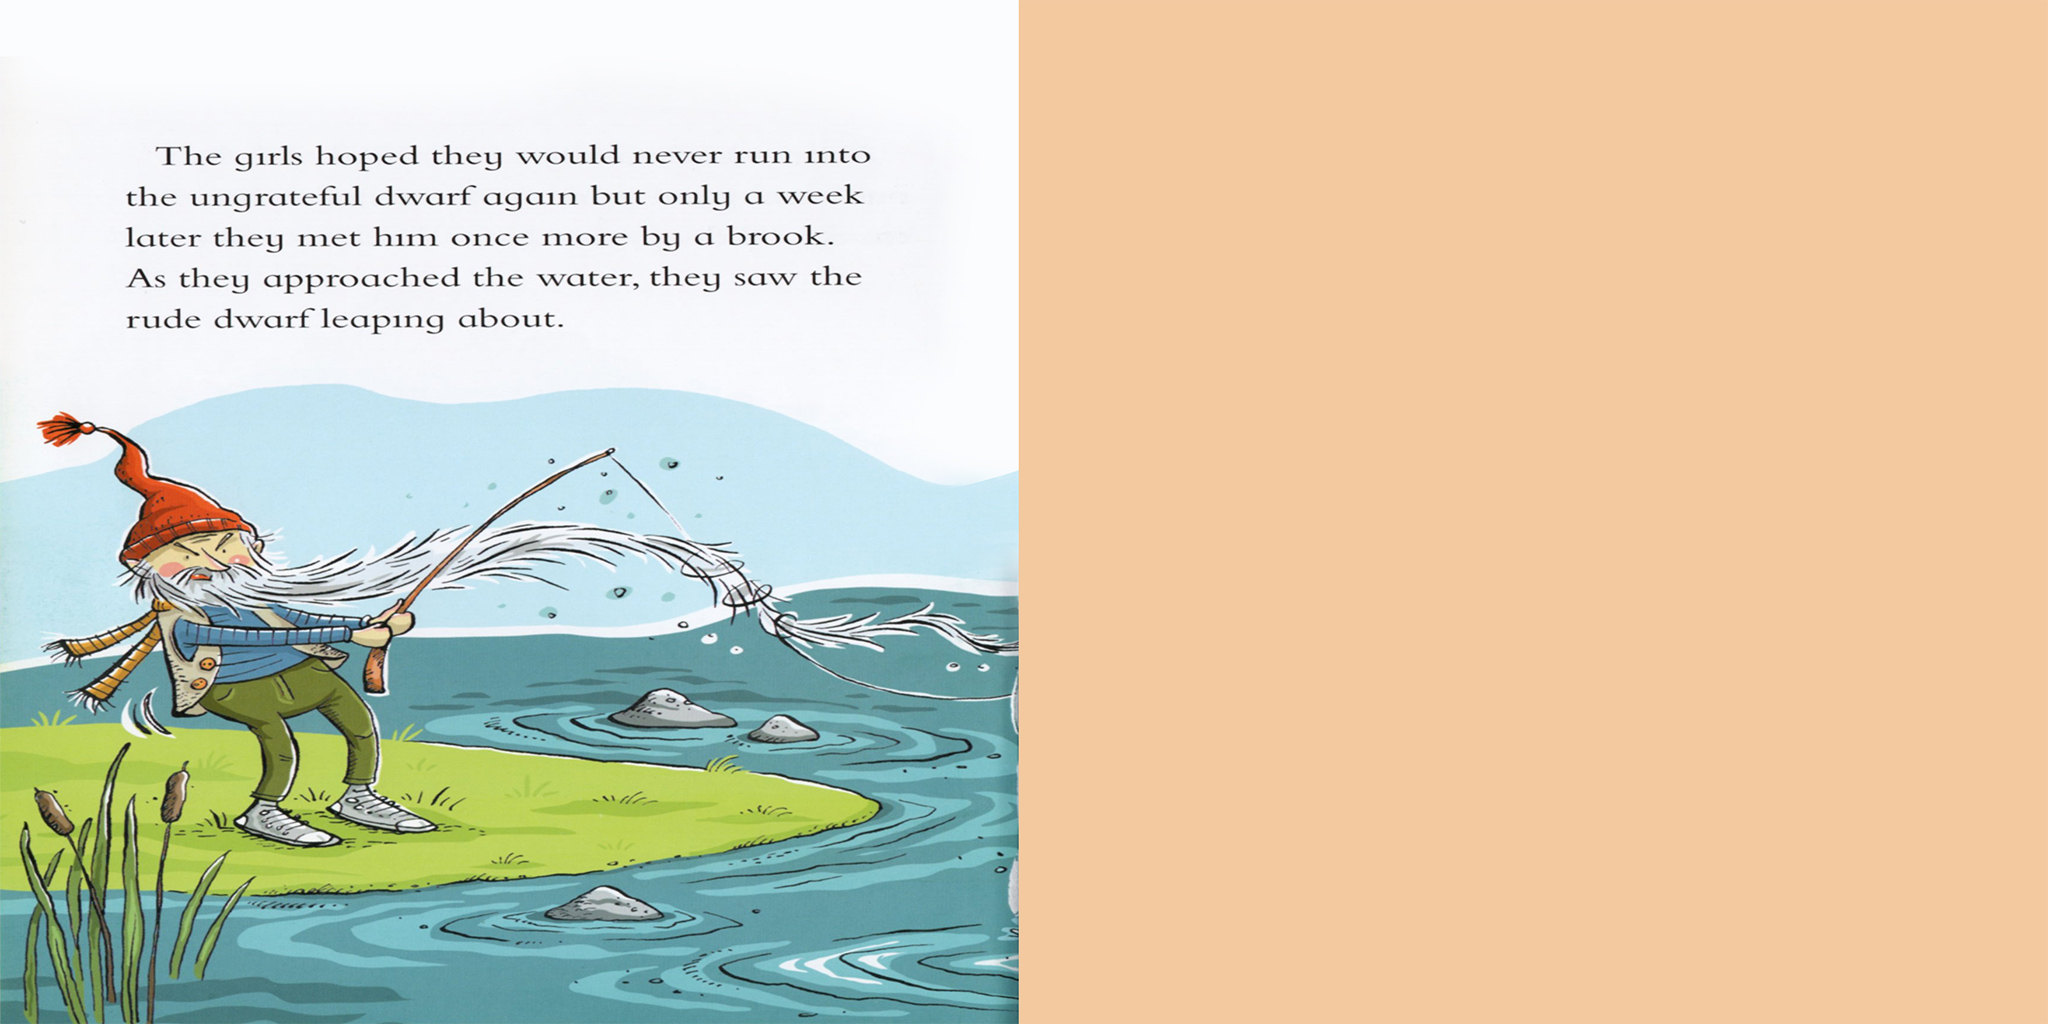 The girls hoped they would never run into
the ungrateful dwarf again but only a week
later they met him once more by a brook.
As they approached the water, they saw the
rude dwarf leaping about.